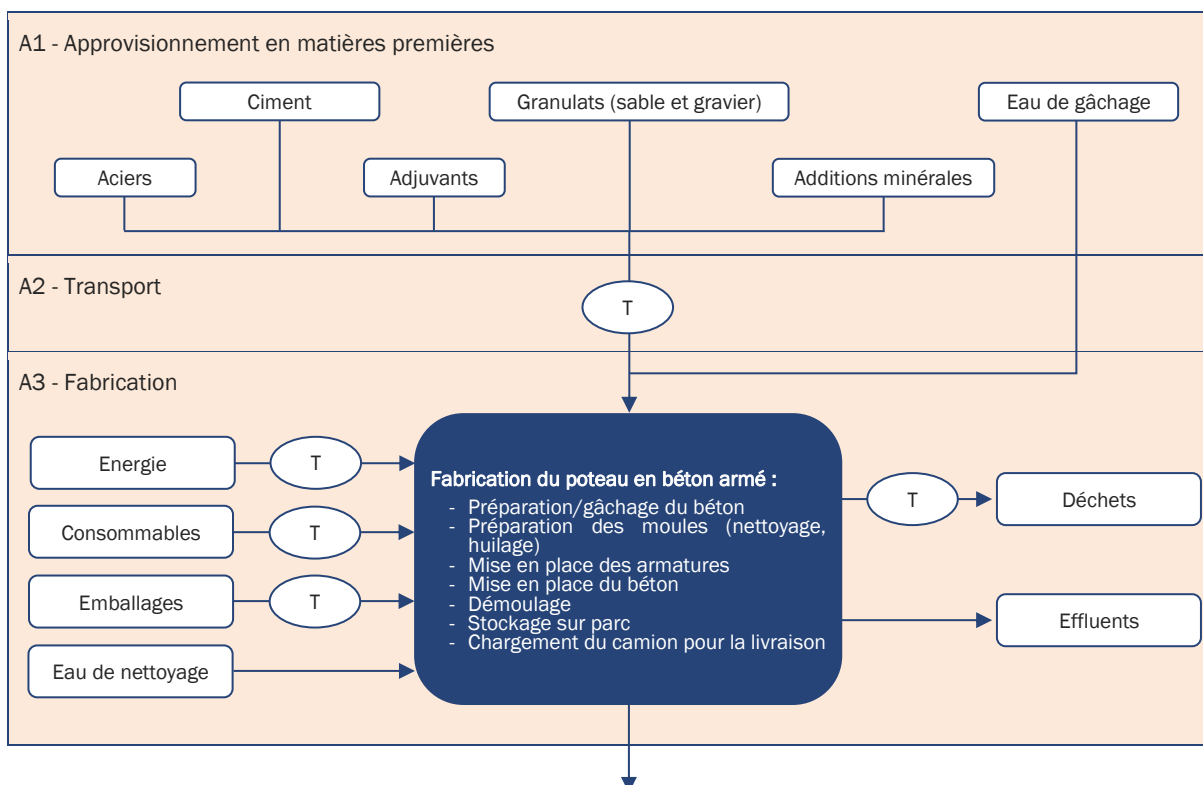 A1 - Approvisionnement en matières premières
Ciment
Granulats (sable et gravier)
Eau de gâchage
Aciers
Adjuvants
Additions minérales
A2 - Transport
T
A3 - Fabrication
Energie
T
Consommables
T
Emballages
T
Eau de nettoyage
Fabrication du poteau en béton armé :
- Préparation/gâchage du béton
- Préparation des moules (nettoyage,
huilage)
- Mise en place des armatures
- Mise en place du béton
- Démoulage
- Stockage sur parc
- Chargement du camion pour la livraison
T
Déchets
Effluents